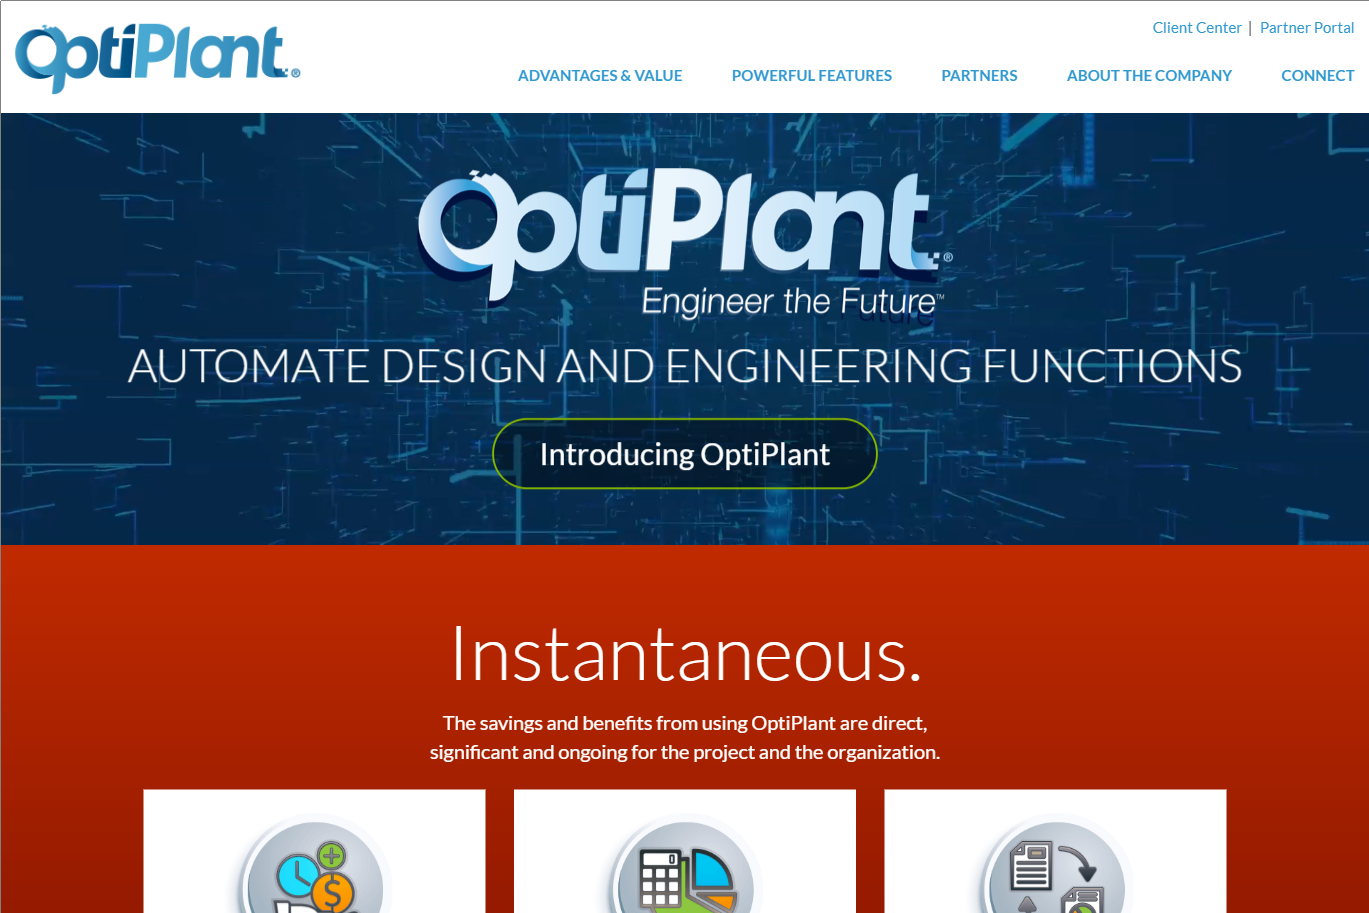 OptiPlant®
Client Center | Partner Portal
ADVANTAGES & VALUE POWERFUL FEATURES PARTNERS ABOUT THE COMPANY CONNECT
OptiPlant®
Engineer the Future™
AUTOMATE DESIGN AND ENGINEERING FUNCTIONS
Introducing OptiPlant
Instantaneous.
The savings and benefits from using OptiPlant are direct,
significant and ongoing for the project and the organization.